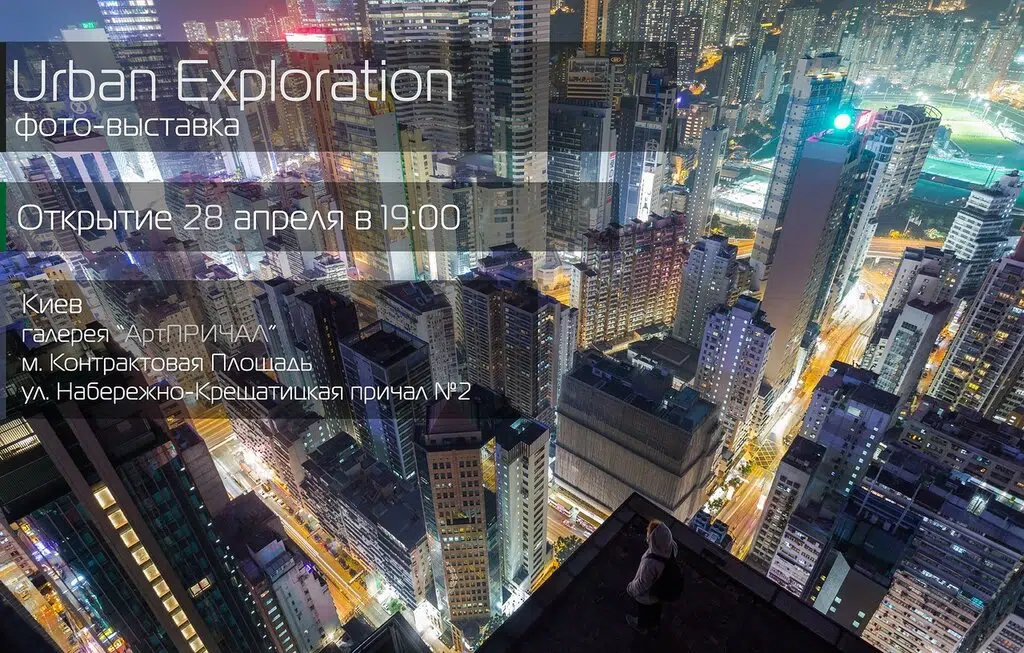 Urban Exploration
фото-выставка
Открытие 28 апреля в 19:00
Киев
галерея "АртПРИЧАЛ"
м. Контрактовая Площадь
ул. Набережно-Крещатицкая причал №2